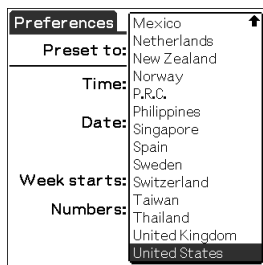 Preferences
Preset to:
Time:
Date:
Week starts:
Numbers:
Mexico
Netherlands
New Zealand
Norway
P.R.C.
Philippines
Singapore
Spain
Sweden
Switzerland
Taiwan
Thailand
United Kingdom
United States